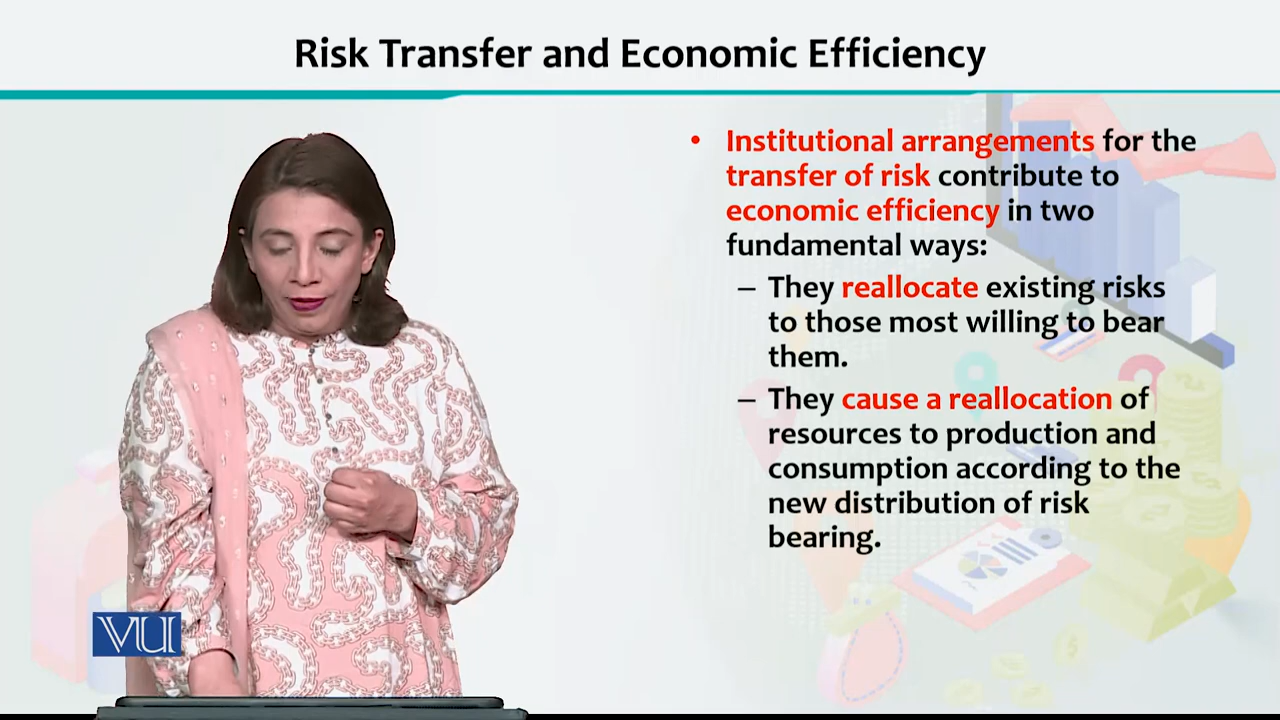 Risk Transfer and Economic Efficiency
• Institutional arrangements for the
transfer of risk contribute to
economic efficiency in two
fundamental ways:
– They reallocate existing risks
to those most willing to bear
them.
– They cause a reallocation of
resources to production and
consumption according to the
new distribution of risk
bearing.
VU